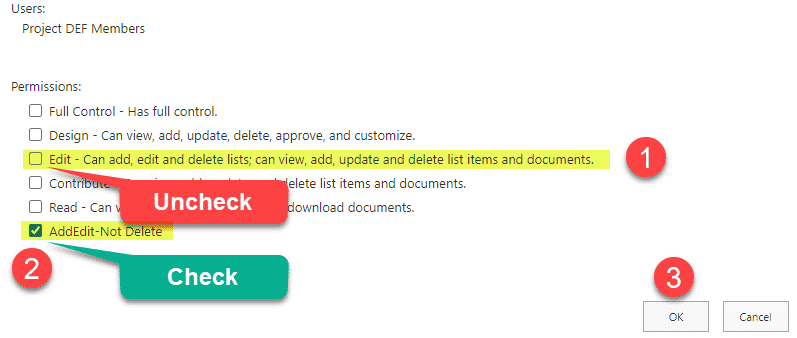 Users:
Project DEF Members
Permissions:
Full Control - Has full control.
Design - Can view, add, update, delete, approve, and customize.
Edit - Can add, edit and delete lists; can view, add, update and delete list items and documents.
1
Contribute delete list items and documents.
Uncheck
Read - Can download documents.
AddEdit-Not Delete
2
Check
3
OK
Cancel